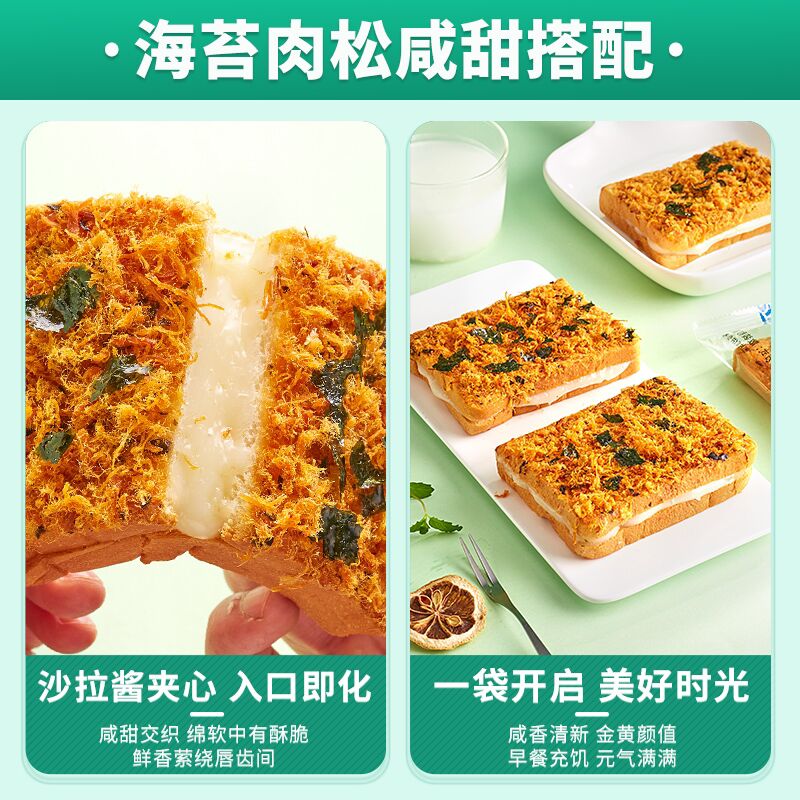 ·海苔肉松咸甜搭配·
沙拉酱夹心 入口即化
咸甜交织 绵软中有酥脆
鲜香萦绕唇齿间
一袋开启 美好时光
咸香清新 金黄颜值
早餐充饥 元气满满